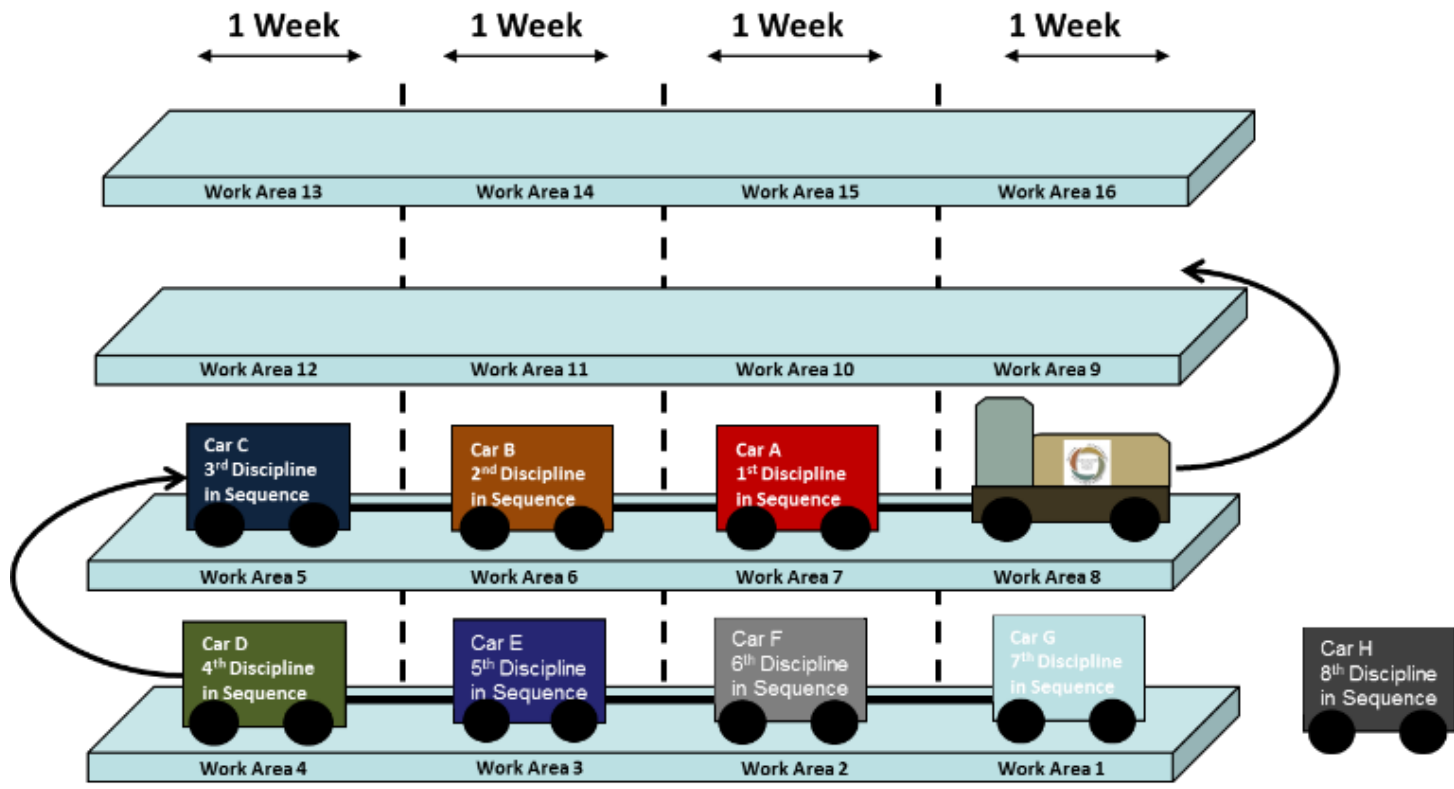 1 Week 1 Week 1 Week 1 Week
Work Area 13 Work Area 14 Work Area 15 Work Area 16
Work Area 12 Work Area 11 Work Area 10 Work Area 9
Car C
3rd Discipline
in Sequence
Car B
2nd Discipline
in Sequence
Car A
1st Discipline
in Sequence
Work Area 5 Work Area 6 Work Area 7 Work Area 8
Car D
4th Discipline
in Sequence
Car E
5th Discipline
in Sequence
Car F
6th Discipline
in Sequence
Car G
7th Discipline
in Sequence
Car H
8th Discipline
in Sequence
Work Area 4 Work Area 3 Work Area 2 Work Area 1